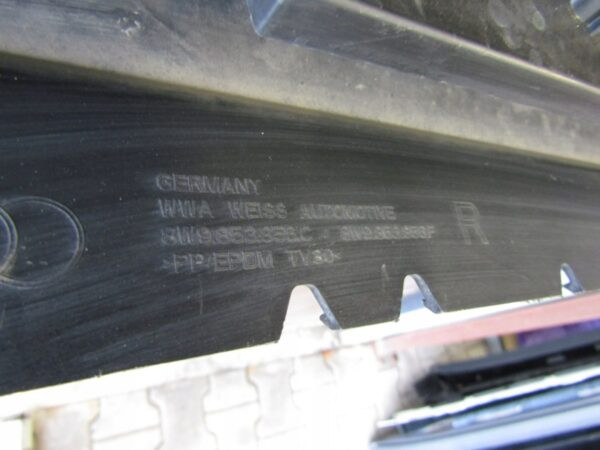 GERMANY
WWA WEISS AUTOMOTIVE
R
>PP/EPDM TV30<